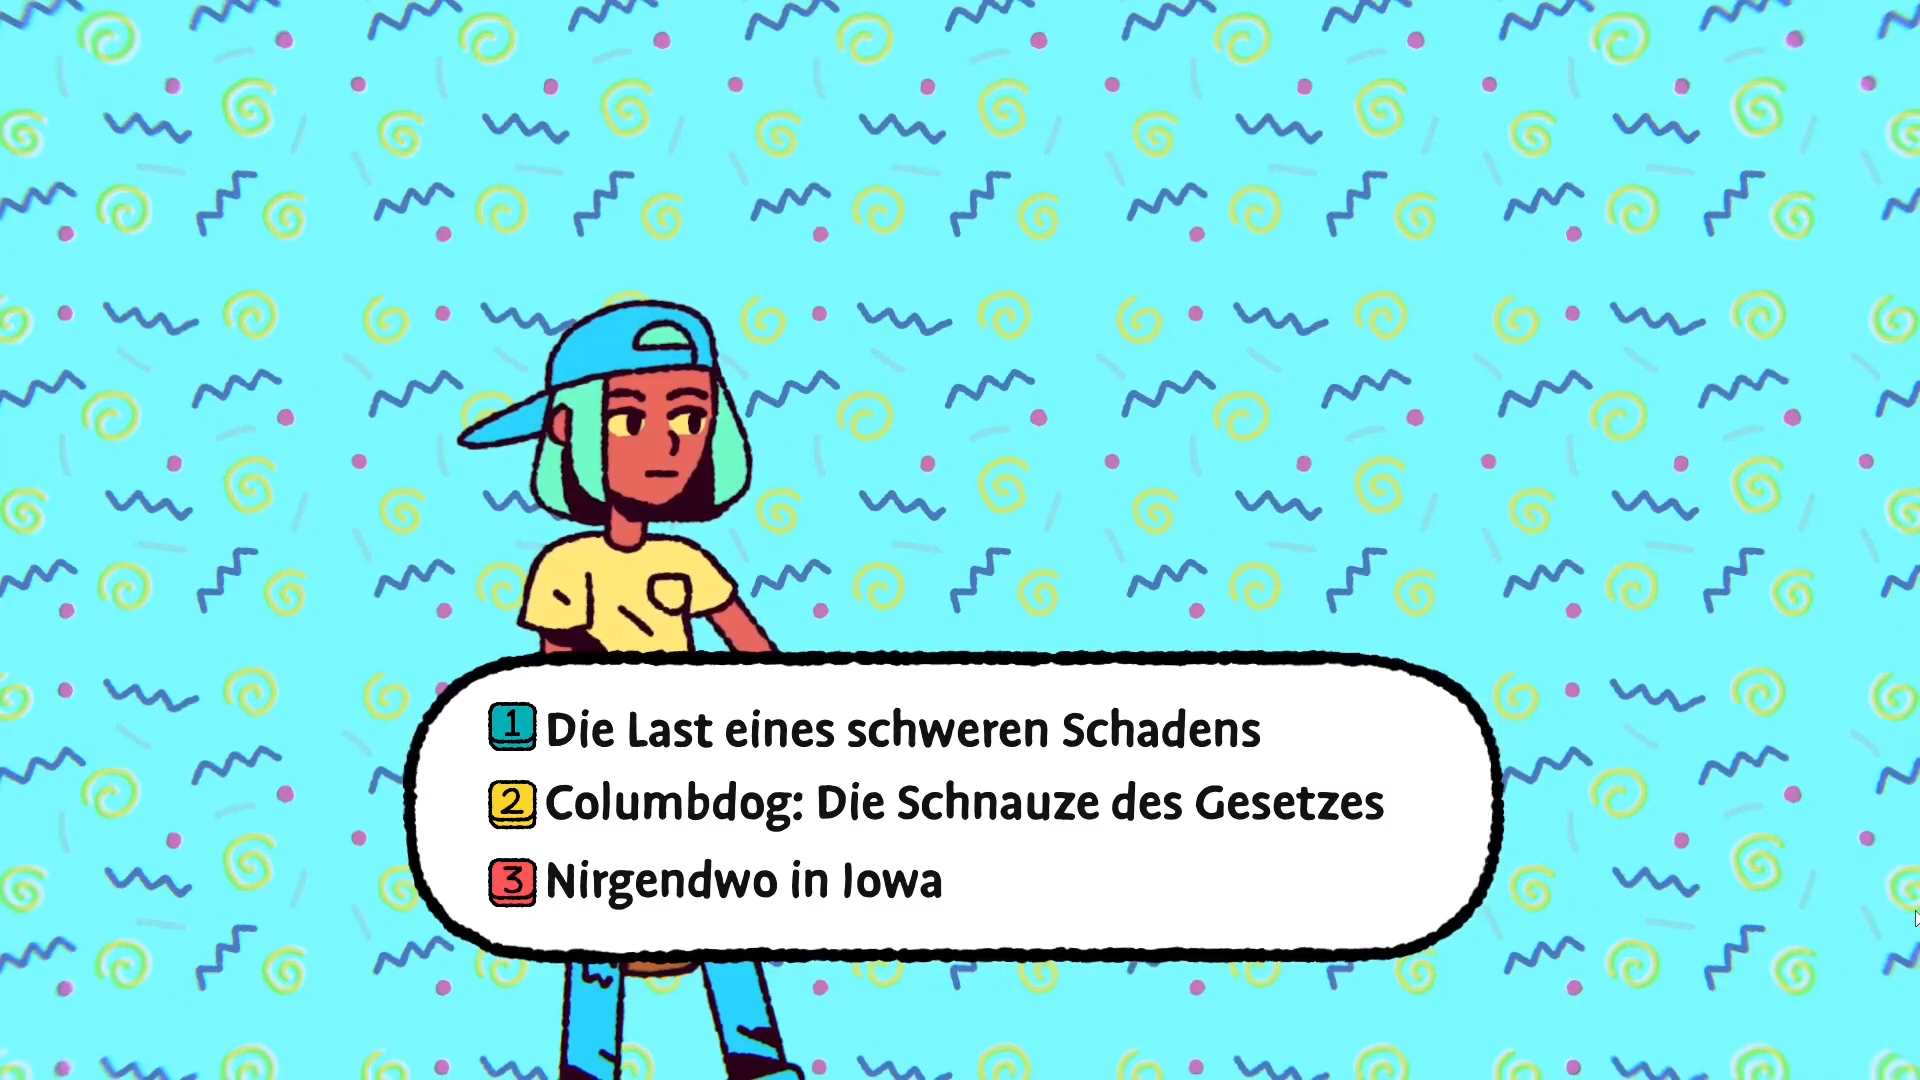 1 Die Last eines schweren Schadens
2 Columbdog: Die Schnauze des Gesetzes
3 Nirgendwo in Iowa